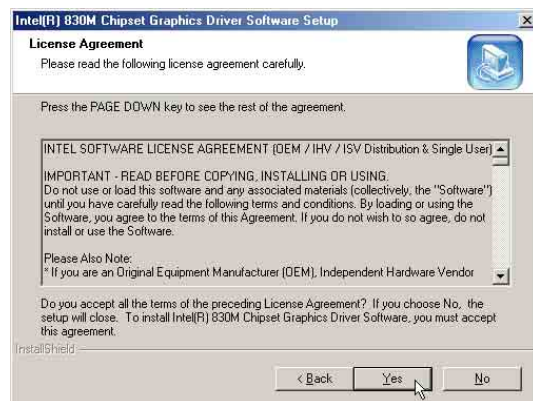 Intel(R) 830M Chipset Graphics Driver Software Setup
License Agreement
Please read the following license agreement carefully.
Press the PAGE DOWN key to see the rest of the agreement.
INTEL SOFTWARE LICENSE AGREEMENT (OEM / IHV / ISV Distribution & Single User)
IMPORTANT - READ BEFORE COPYING, INSTALLING OR USING.
Do not use or load this software and any associated materials (collectively, the "Software")
until you have carefully read the following terms and conditions. By loading or using the
Software, you agree to the terms of this Agreement. If you do not wish to so agree, do not
install or use the Software.
Please Also Note:
* If you are an Original Equipment Manufacturer (OEM), Independent Hardware Vendor
Do you accept all the terms of the preceding License Agreement? If you choose No, the
setup will close. To install Intel(R) 830M Chipset Graphics Driver Software, you must accept
this agreement.
InstallShield
< Back Yes No